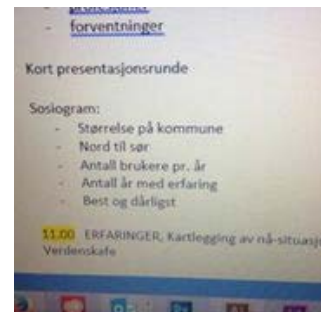 - forventninger
Kort presentasjonsrunde
Sosiogram:
- Størrelse på kommune
- Nord til sør
- Antall brukere pr. år
- Antall år med erfaring
- Best og dårligst
11.00 ERFARINGER, Kartlegging av nå-situasj
Verdenskafe